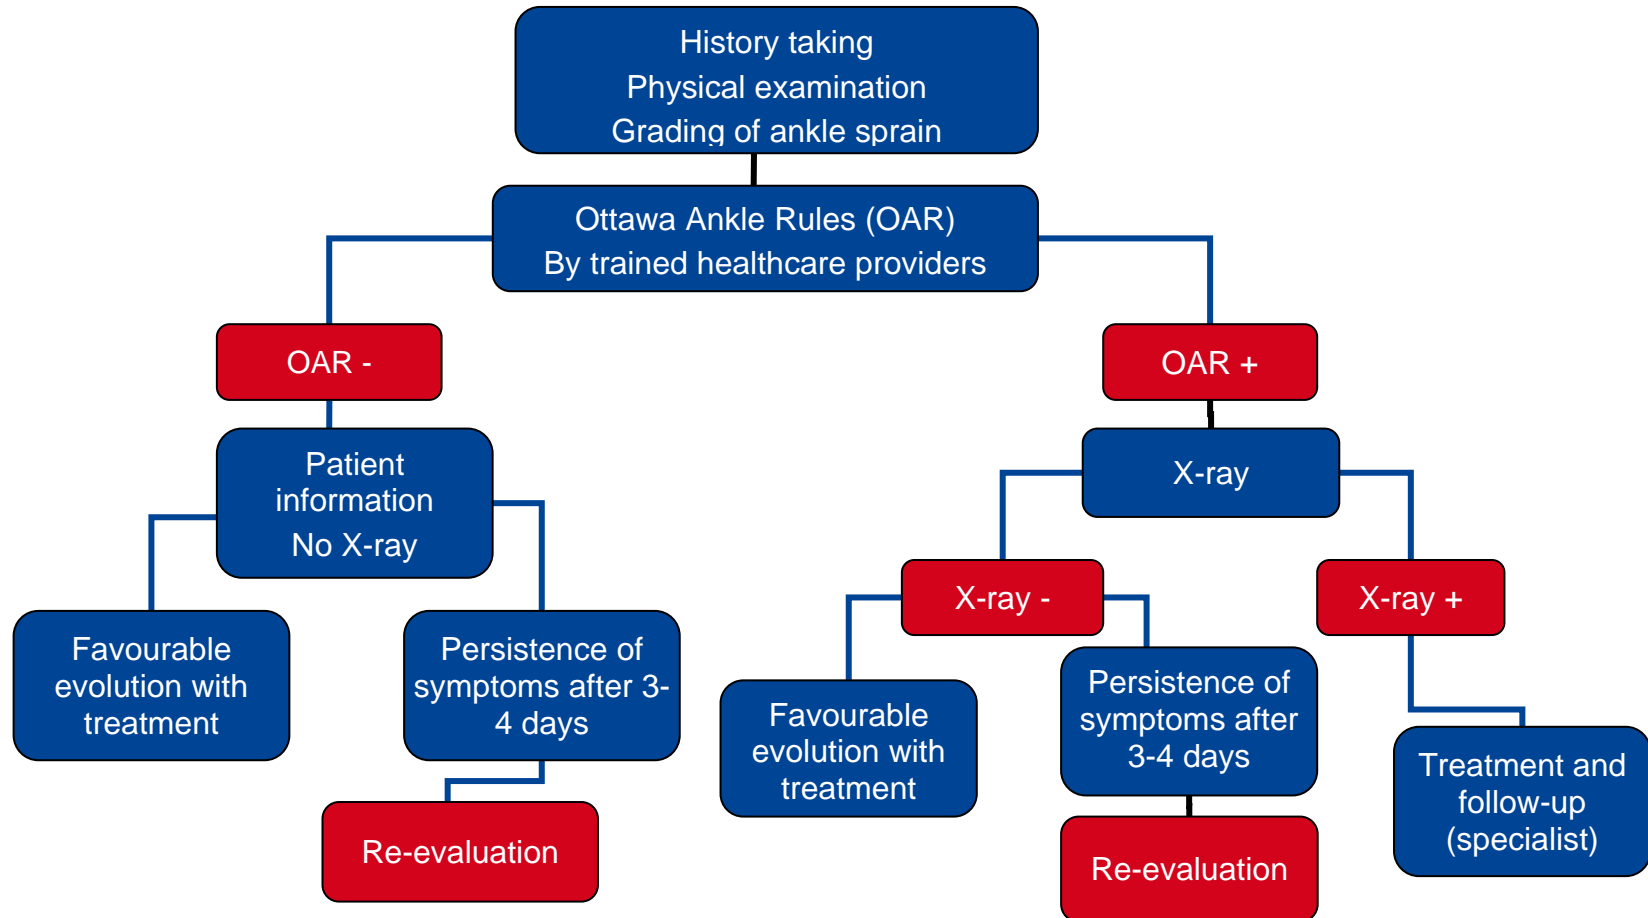 History taking
Physical examination
Grading of ankle sprain
Ottawa Ankle Rules (OAR)
By trained healthcare providers
OAR -
OAR +
Patient
information
No X-ray
X-ray
X-ray -
X-ray +
Favourable
evolution with
treatment
Persistence of
symptoms after 3-
4 days
Favourable
evolution with
treatment
Persistence of
symptoms after
3-4 days
Treatment and
follow-up
(specialist)
Re-evaluation
Re-evaluation